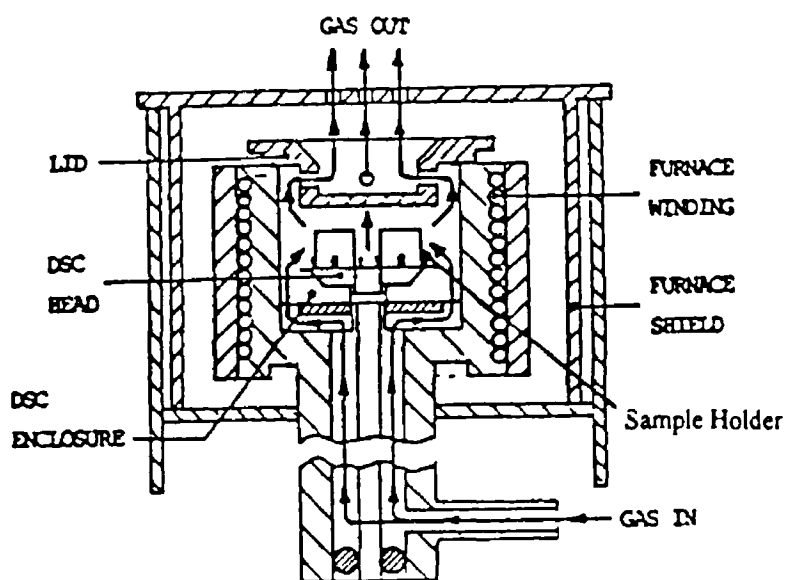 GAS OUT
LID
FURNACE
WINDING
DSC
HEAD
FURNACE
SHIELD
DSC
ENCLOSURE
Sample Holder
GAS IN